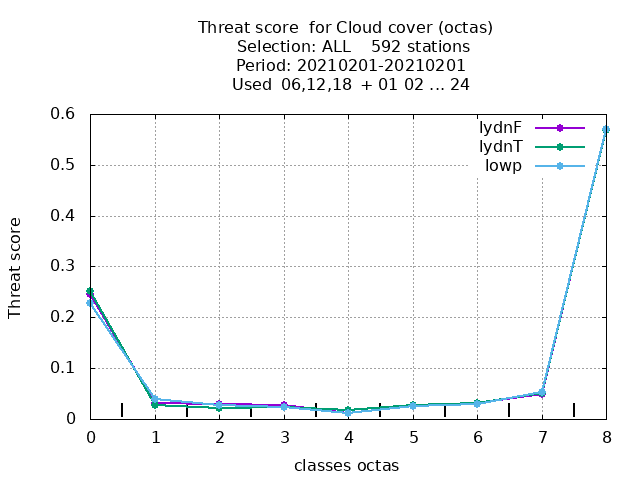 Threat score  for Cloud cover (octas)
Selection: ALL    592 stations
Period: 20210201-20210201
Used  06,12,18  + 01 02 ... 24
lydnF
lydnT
lowp
0.6
0.5
0.4
0.3
0.2
0.1
0
Threat score
0 1 2 3 4 5 6 7 8
classes octas